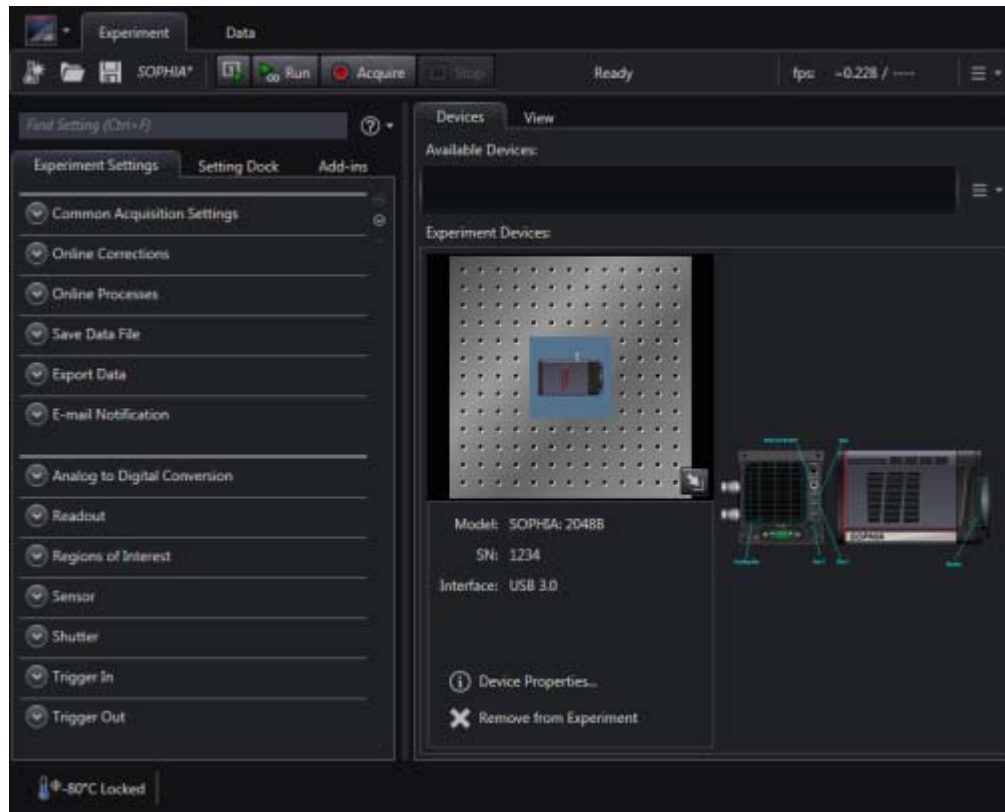 Experiment Data
SOPHIA* Run Acquire Stop Ready fps: ~0.228 / ----
Find Setting (Ctrl+F)
Experiment Settings Setting Dock Add-ins
Common Acquisition Settings
Online Corrections
Online Processes
Save Data File
Export Data
E-mail Notification
Analog to Digital Conversion
Readout
Regions of Interest
Sensor
Shutter
Trigger In
Trigger Out
Devices View
Available Devices:
Experiment Devices:
Model: SOPHIA: 2048B
SN: 1234
Interface: USB 3.0
Device Properties...
Remove from Experiment
SOPHIA
-80°C Locked